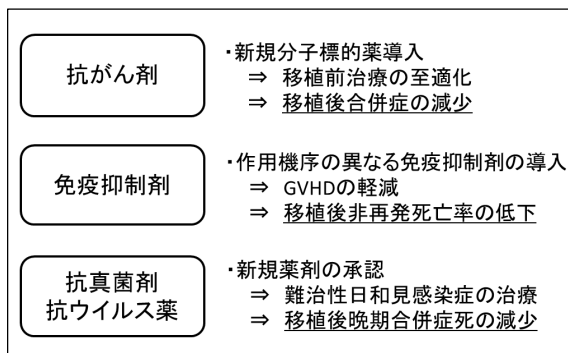 抗がん剤
・新規分子標的薬導入
⇒ 移植前治療の至適化
⇒ 移植後合併症の減少
免疫抑制剤
・作用機序の異なる免疫抑制剤の導入
⇒ GVHDの軽減
⇒ 移植後非再発死亡率の低下
抗真菌剤
抗ウイルス薬
・新規薬剤の承認
⇒ 難治性日和見感染症の治療
⇒ 移植後晩期合併症死の減少